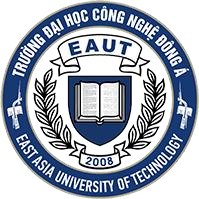 TRƯỜNG ĐẠI HỌC CÔNG NGHỆ ĐÔNG Á
EAUT
2008
EAST ASIA UNIVERSITY OF TECHNOLOGY